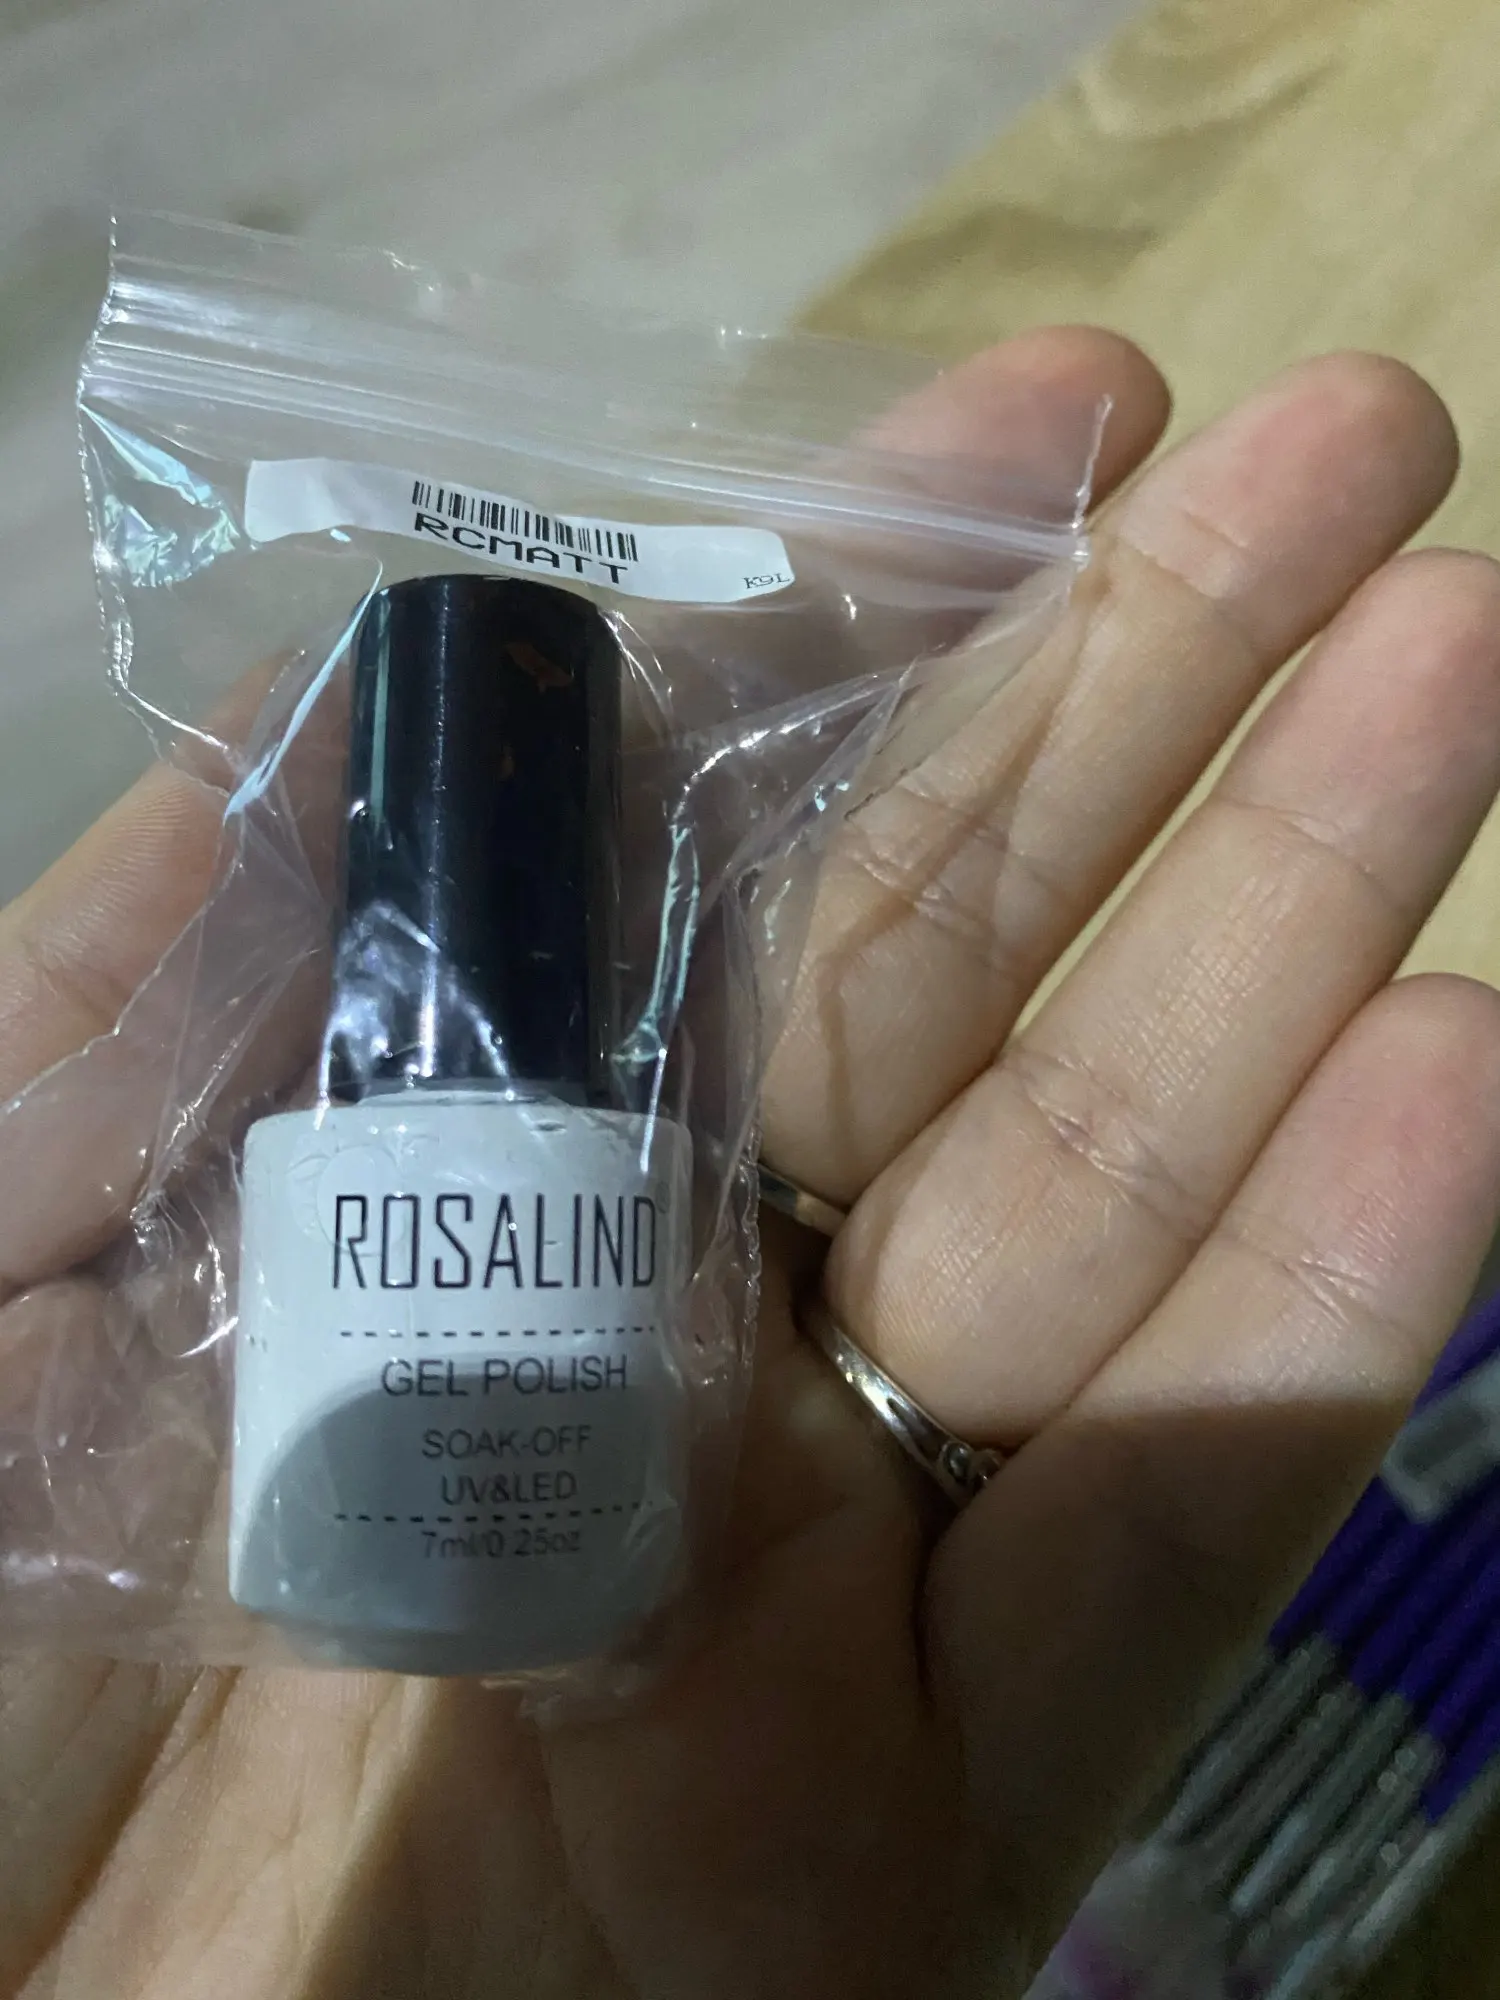 RCMATT
K9L
ROSALIND
GEL POLISH
SOAK-OFF
UV&LED
7ml/0.25oz